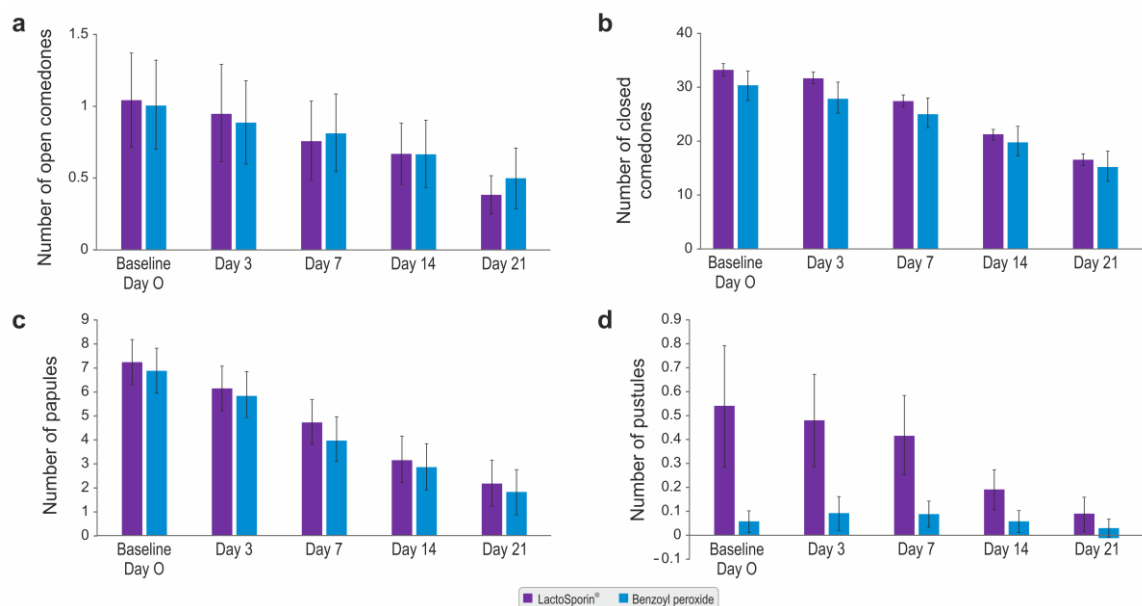 a
Number of open comedones
1.5
1
0.5
0
Baseline
Day O
Day 3
Day 7
Day 14
Day 21
b
Number of closed
comedones
40
30
20
10
0
Baseline
Day O
Day 3
Day 7
Day 14
Day 21
c
Number of papules
9
8
7
6
5
4
3
2
1
0
Baseline
Day O
Day 3
Day 7
Day 14
Day 21
d
Number of pustules
0.9
0.8
0.7
0.6
0.5
0.4
0.3
0.2
0.1
0
−0.1
Baseline
Day O
Day 3
Day 7
Day 14
Day 21
LactoSporin® Benzoyl peroxide